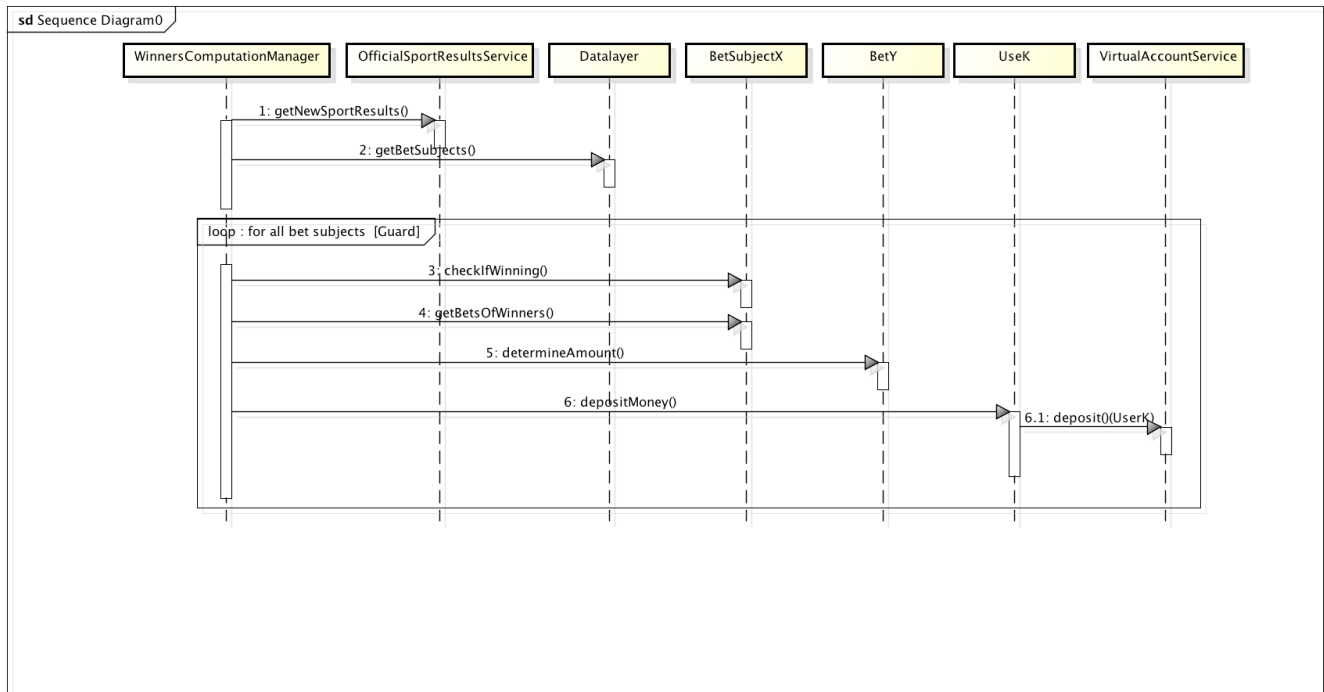 sd Sequence Diagram0
WinnersComputationManager
OfficialSportResultsService
Datalayer
BetSubjectX
BetY
UseK
VirtualAccountService
1: getNewSportResults()
2: getBetSubjects()
loop : for all bet subjects [Guard]
3: checkIfWinning()
4: getBetsOfWinners()
5: determineAmount()
6: depositMoney()
6.1: deposit()(UserK)